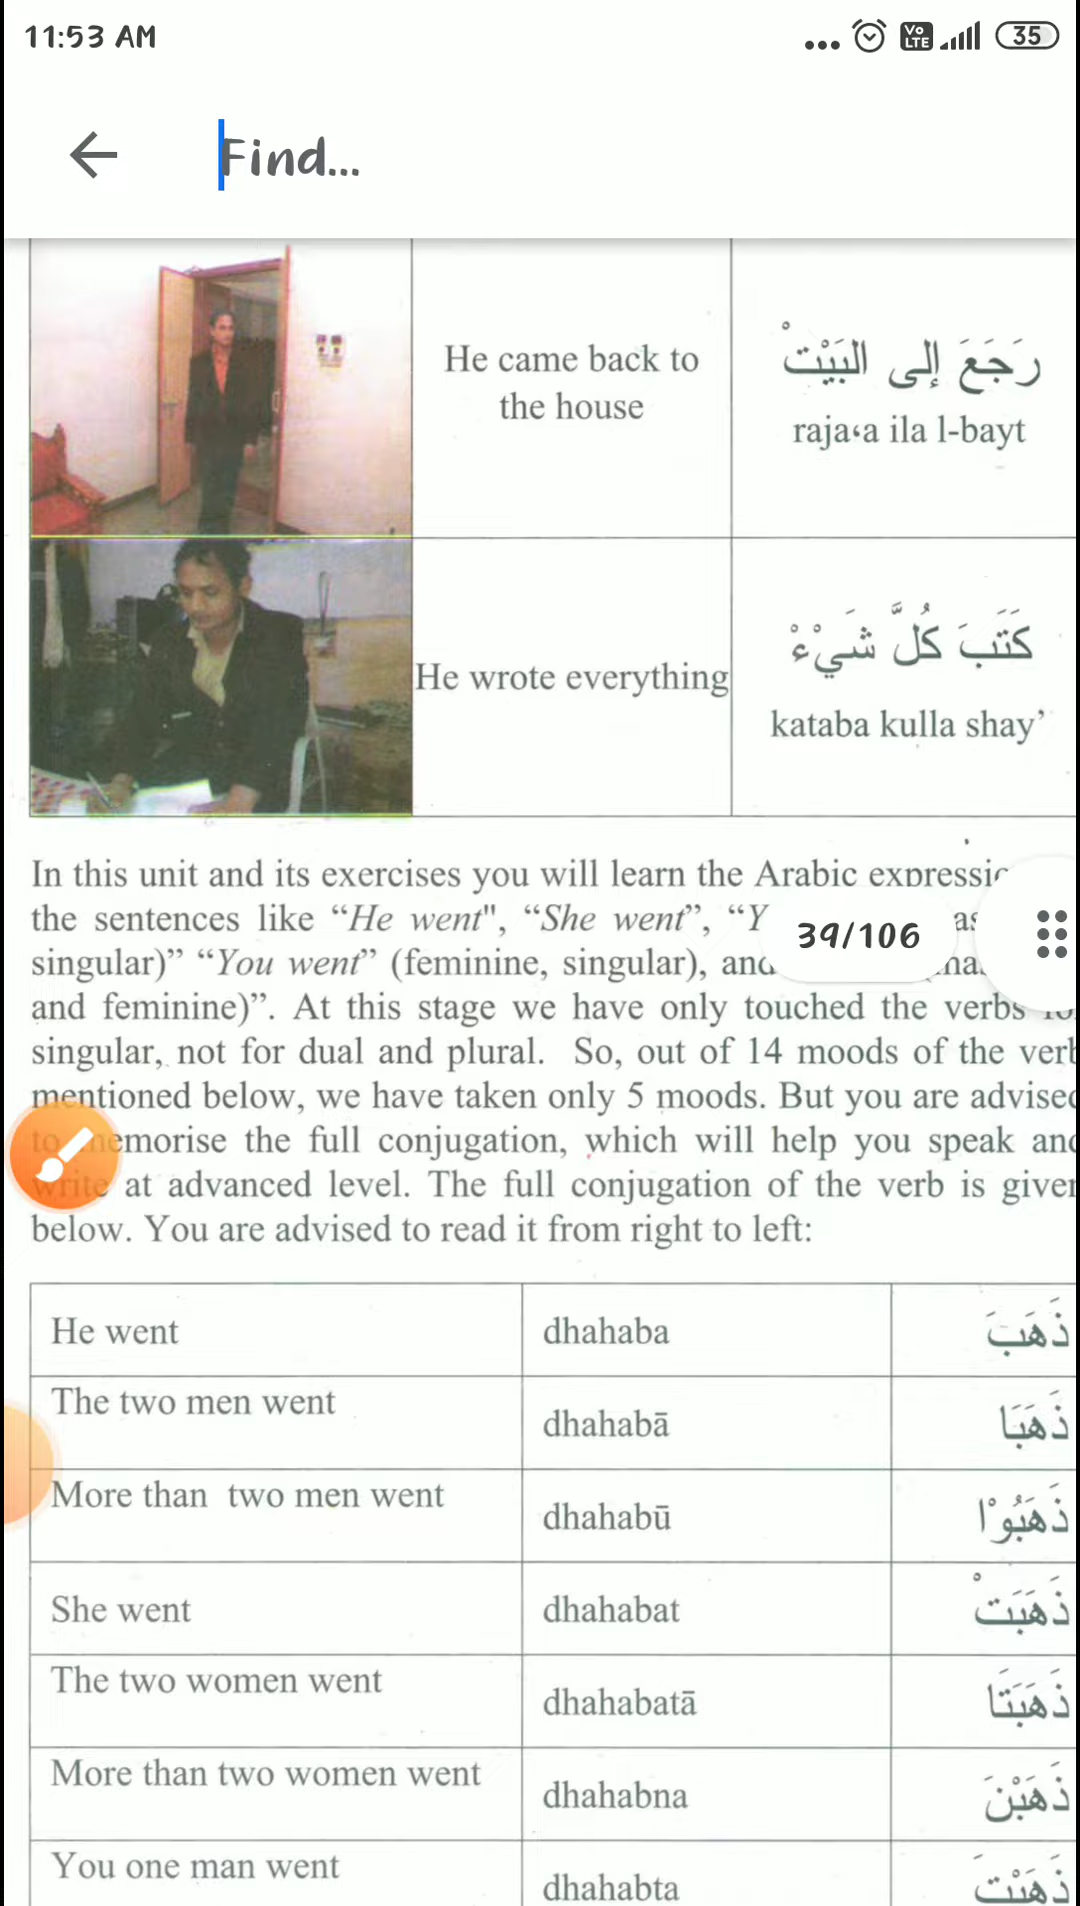 11:53 AM
Vo LTE
35
Find...
He came back to
the house
رَجَعَ إلى البَيْتْ
raja‘a ila l-bayt
He wrote everything
كَتَبَ كُلَّ شَيْءْ
kataba kulla shay’
In this unit and its exercises you will learn the Arabic
the sentences like “He went", “She went”, “Y
39/106
singular)” “You went” (feminine, singular), and
and feminine)”. At this stage we have only touched the verbs
singular, not for dual and plural. So, out of 14 moods of the
mentioned below, we have taken only 5 moods. But you are
memorise the full conjugation, which will help you speak
write at advanced level. The full conjugation of the verb is
below. You are advised to read it from right to left:
He went dhahaba ذَهَبَ
The two men went dhahabā ذَهَبَا
More than two men went dhahabū ذَهَبُوْا
She went dhahabat ذَهَبَتْ
The two women went dhahabatā ذَهَبَتَا
More than two women went dhahabna ذَهَبْنَ
You one man went dhahabta ذَهَبْتَ